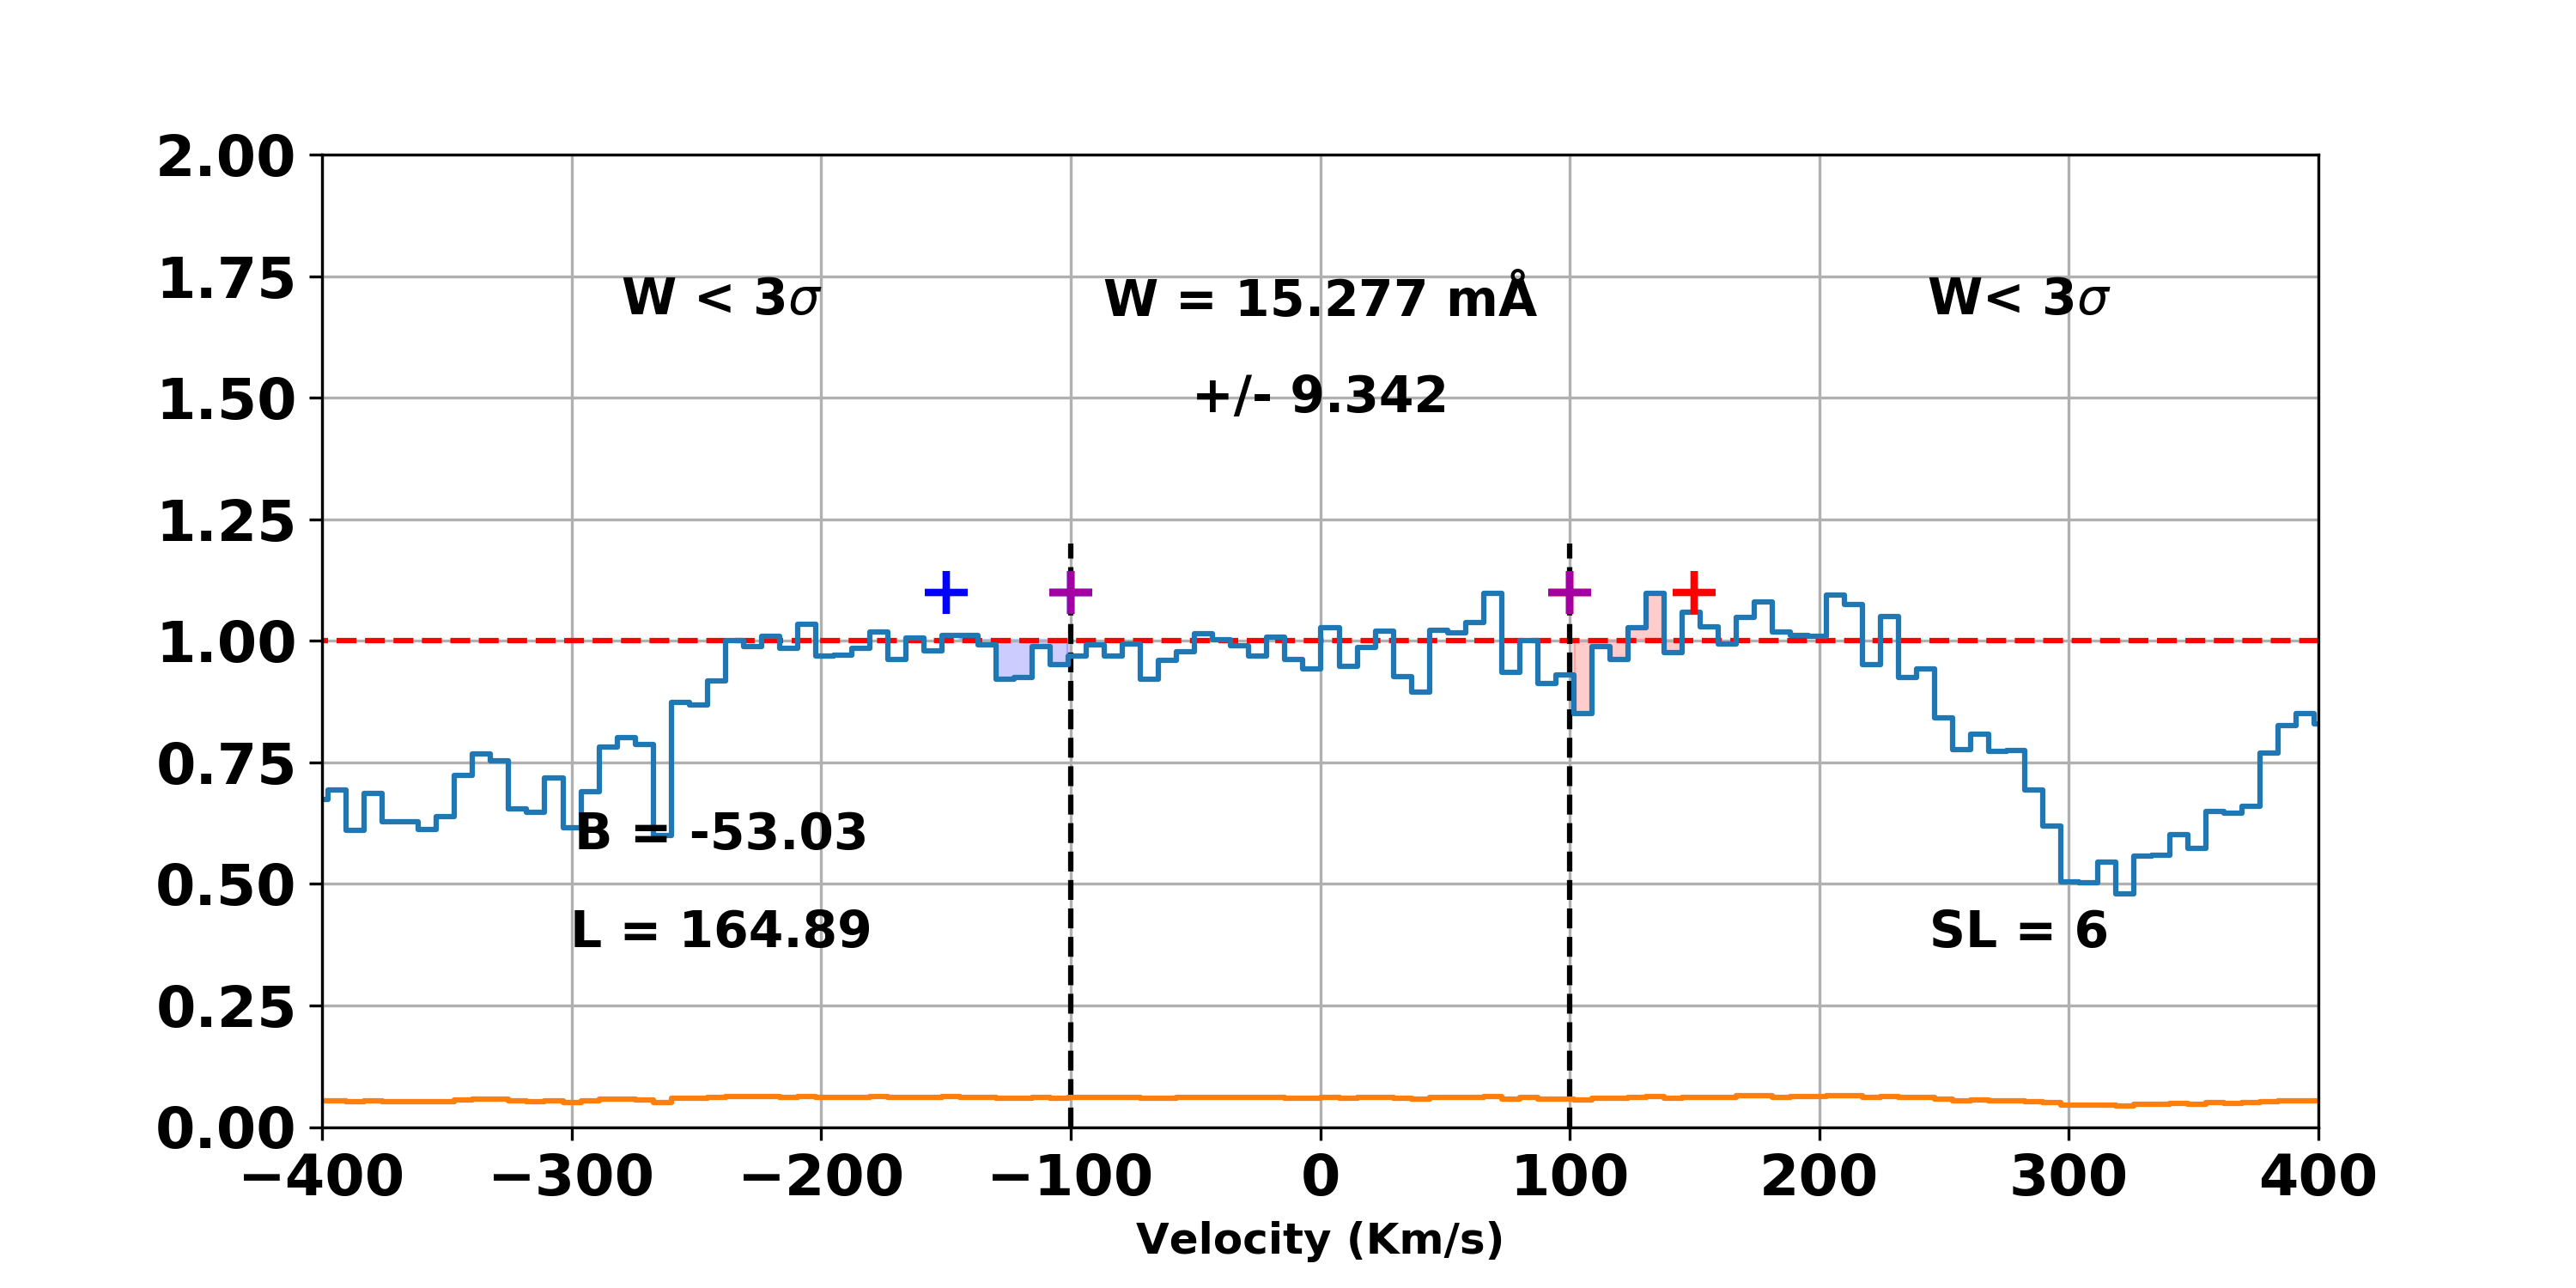 2.00
1.75
W < 3σ
W = 15.277 mÅ
W< 3σ
1.50
+/- 9.342
1.25
1.00
0.75
B = -53.03
0.50
L = 164.89
SL = 6
0.25
0.00
−400 −300 −200 −100 0 100 200 300 400
Velocity (Km/s)